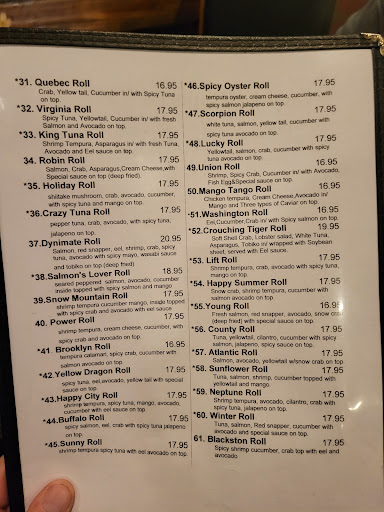 *31. Quebec Roll 16.95
Crab, Yellow tail, Cucumber in/ with Spicy Tuna
on top.
*32. Virginia Roll 17.95
Spicy Tuna, Yellowtail, Cucumber in/ with fresh
Salmon and Avocado on top.
*33. King Tuna Roll 17.95
Shrimp Tempura, Asparagus in/ with fresh Tuna,
Avocado and Eel sauce on top.
34. Robin Roll 17.95
Salmon, Crab, Asparagus,Cream Cheese,with
Special sauce on top (deep fried).
*35. Holiday Roll 17.95
shiitake mushroom, crab, avocado, cucumber,
with spicy tuna and mango on top.
*36.Crazy Tuna Roll 17.95
pepper tuna, crab, avocado, with spicy tuna,
jalapeno on top.
37.Dynimate Roll 20.95
Salmon, red snapper, eel, shrimp, crab, spicy
tuna, avocado with spicy mayo, wasabi sauce
and tobiko on top (deep fried)
*38.Salmon's Lover Roll 18.95
seared peppered salmon, avocado, cucumber
inside topped with spicy salmon and mango
39.Snow Mountain Roll 17.95
shrimp tempura cucumber mango, inside topped
with spicy crab and avocado with eel sauce
40. Power Roll 17.95
shrimp tempura, cream cheese, cucumber, with
spicy crab and avocado on top.
*41. Brooklyn Roll 16.95
tempura calamari, spicy crab, cucumber with
salmon avocado on top
*42.Yellow Dragon Roll 17.95
spicy tuna, eel,avocado, yellow tail with special
sauce on top.
*43.Happy City Roll 17.95
shrimp tempura, spicy tuna, mango, avocado,
cucumber with eel sauce on top.
*44.Buffalo Roll 17.95
spicy salmon, eel, crab with spicy tuna jalapeno
on top.
*45.Sunny Roll 17.95
shrimp tempura spicy tuna with eel avocado on top.
*46.Spicy Oyster Roll 17.95
tempura oyster, cream cheese, cucumber, with
spicy salmon jalapeno on top.
*47.Scorpion Roll 17.95
white tuna, salmon, yellow tail, cucumber with
spicy tuna avocado on top.
*48.Lucky Roll 17.95
Yellowtail, salmon, crab, cucumber with spicy
tuna avocado on top.
49.Union Roll 17.95
Shrimp, Spicy Crab, Cucumber in/ with Avocado,
Fish Egg&Special sauce on top.
*50.Mango Tango Roll 16.95
Chicken tempura, Cream Cheese,Avocado in/
Mango and Three types of Caviar on top.
*51.Washington Roll 16.95
Eel,Cucumber,Crab in/ with Spicy salmon on top.
*52.Crouching Tiger Roll 19.95
Soft Shell Crab, Lobster salad, White Tuna,
Asparagus, Tobiko in/ wrapped with Soybean
sheet, served with Eel sauce.
*53. Lift Roll 17.95
Shrimp tempura, crab, avocado with spicy tuna,
mango on top.
*54. Happy Summer Roll 17.95
Snow crab, shrimp tempura, cucumber with
salmon avocado on top
*55.Young Roll 16.95
Fresh salmon, red snapper, avocado, snow crab
(deep fried) with special sauce on top.
*56. County Roll 17.95
Tuna, yellowtail, cilantro, cucumber with spicy
salmon, jalapeno, spicy sauce on top.
*57. Atlantic Roll 17.95
Salmon, avocado, yellowtail w/snow crab on top.
*58. Sunflower Roll 17.95
Tuna, salmon, shrimp, cucumber topped with
yellowtail and mango.
*59. Neptune Roll 17.95
Shrimp tempura, avocado, cilantro, crab with
spicy tuna, jalapeno on top.
*60. Winter Roll 17.95
Tuna, salmon, Red snapper, cucumber with
avocado and special sauce on top.
61. Blackston Roll 17.95
Spicy shrimp cucumber, crab top with eel and
avocado